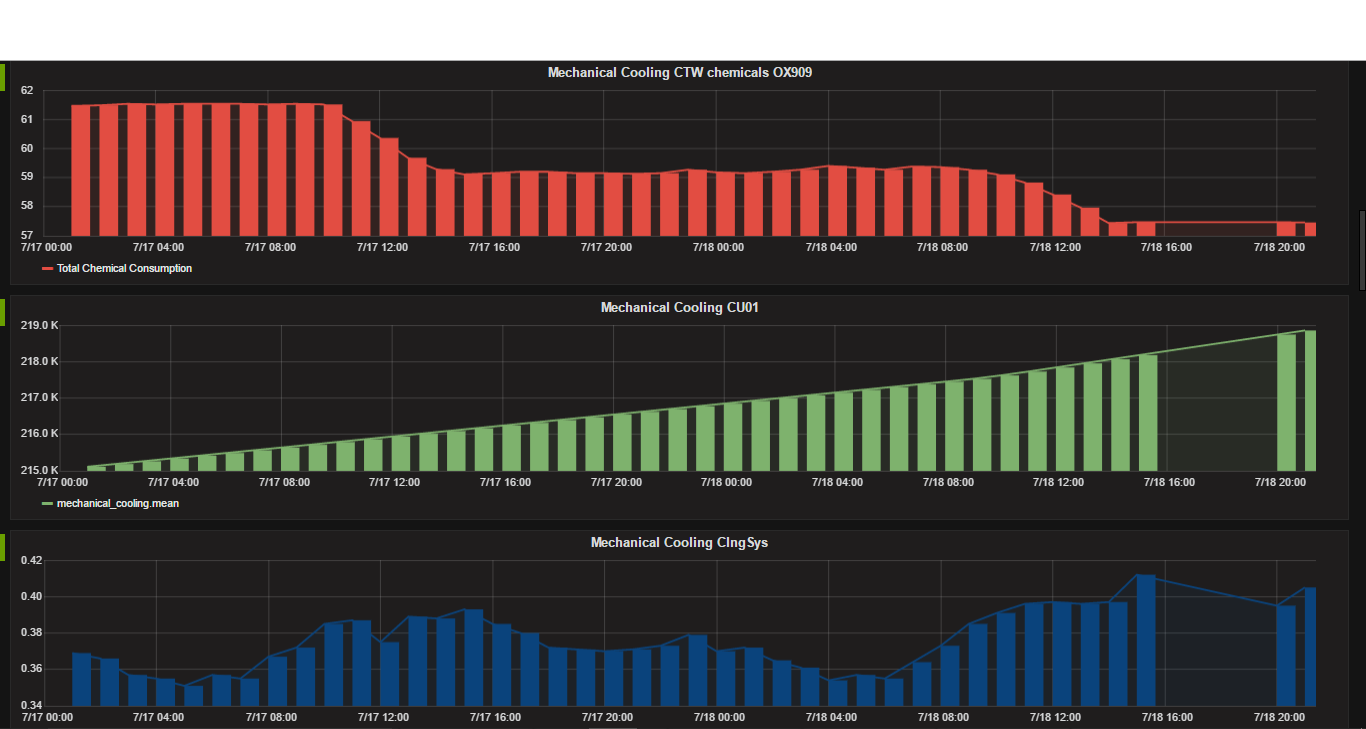 Mechanical Cooling CTW chemicals OX909
62
61
60
59
58
57
7/17 00:00 7/17 04:00 7/17 08:00 7/17 12:00 7/17 16:00 7/17 20:00 7/18 00:00 7/18 04:00 7/18 08:00 7/18 12:00 7/18 16:00 7/18 20:00
Total Chemical Consumption
Mechanical Cooling CU01
219.0 K
218.0 K
217.0 K
216.0 K
215.0 K
7/17 00:00 7/17 04:00 7/17 08:00 7/17 12:00 7/17 16:00 7/17 20:00 7/18 00:00 7/18 04:00 7/18 08:00 7/18 12:00 7/18 16:00 7/18 20:00
mechanical_cooling.mean
Mechanical Cooling ClngSys
0.42
0.40
0.38
0.36
0.34
7/17 00:00 7/17 04:00 7/17 08:00 7/17 12:00 7/17 16:00 7/17 20:00 7/18 00:00 7/18 04:00 7/18 08:00 7/18 12:00 7/18 16:00 7/18 20:00